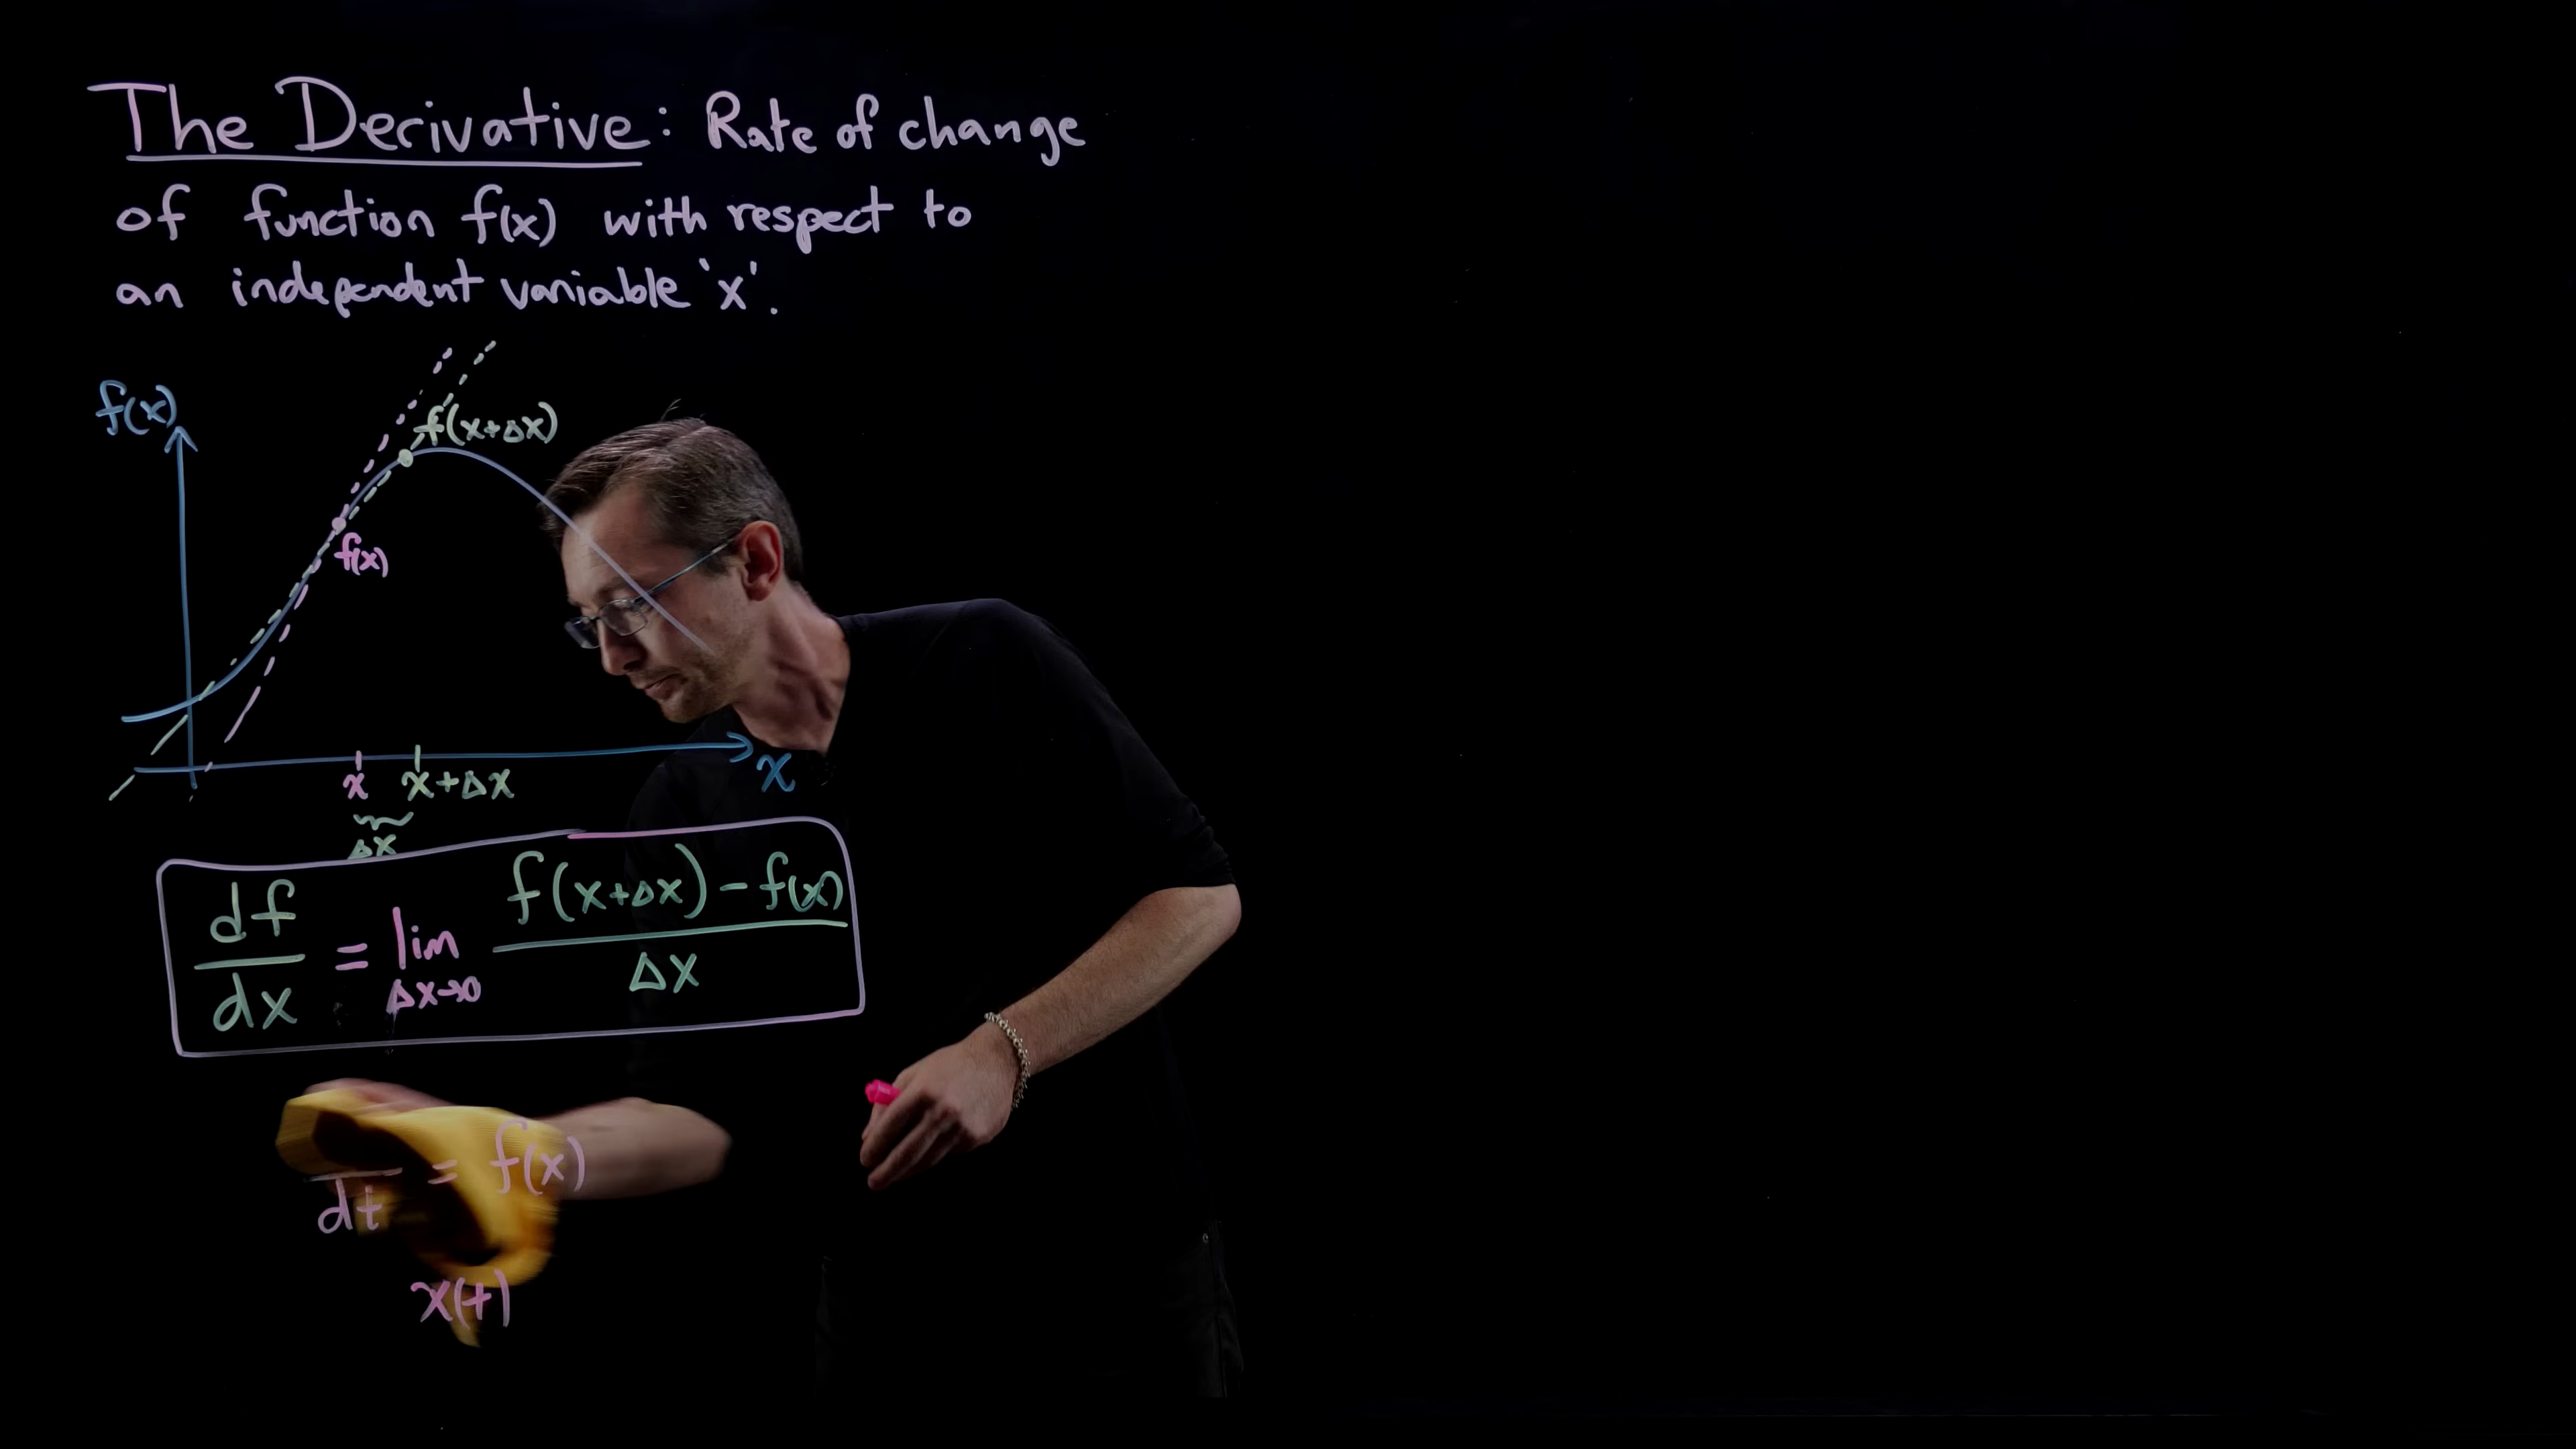 The Derivative: Rate of change
of function f(x) with respect to
an independent variable 'x'.
f(x)
f(x+Δx)
f(x)
x
x+Δx
x
Δx
df/dx = lim Δx→0 f(x+Δx) - f(x) / Δx
dt = f(x)
x(t)